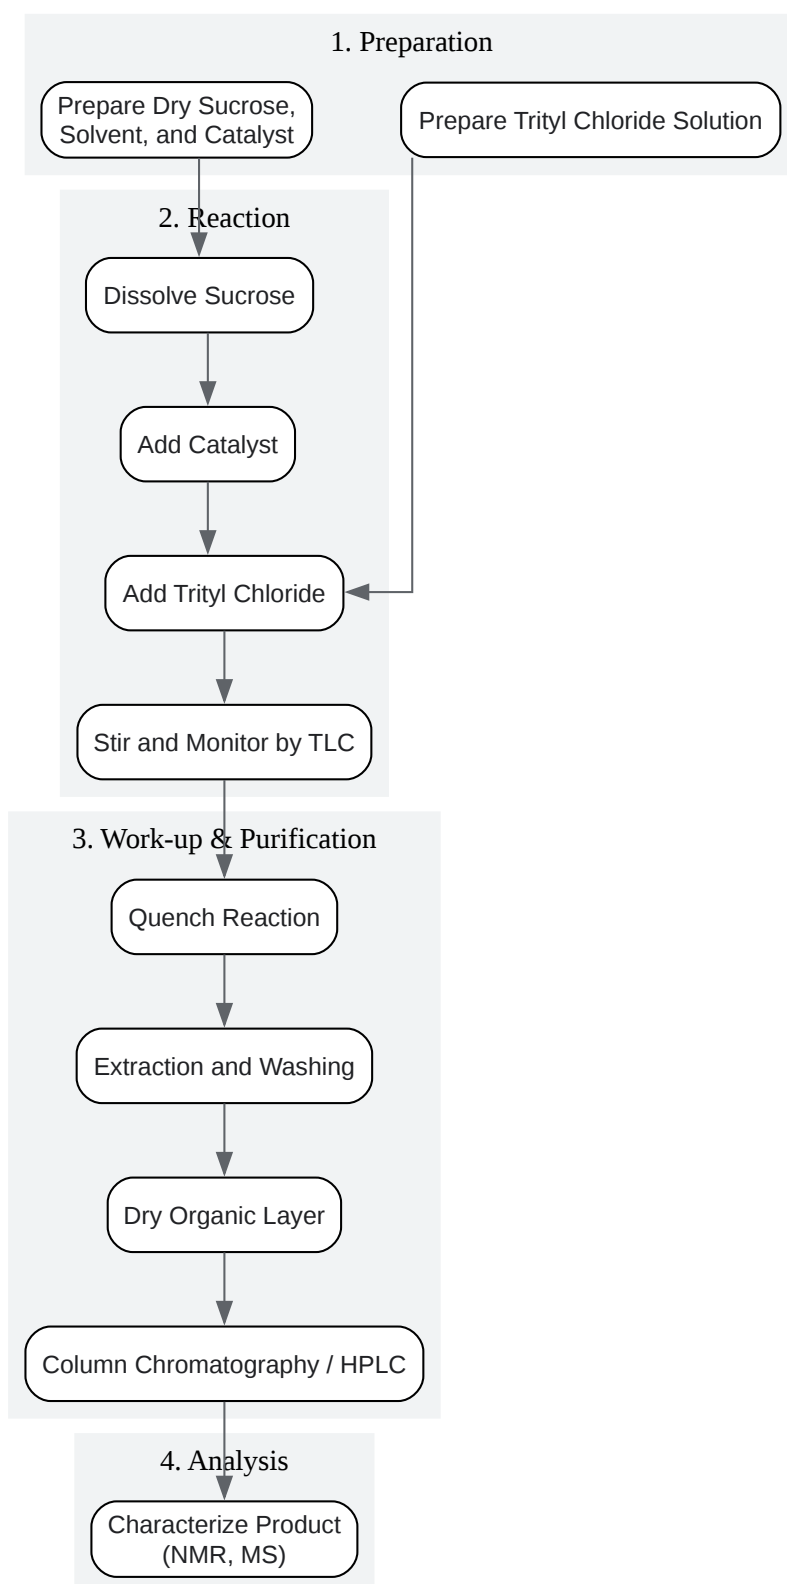 1. Preparation
Prepare Dry Sucrose,
Solvent, and Catalyst
Prepare Trityl Chloride Solution
2. Reaction
Dissolve Sucrose
Add Catalyst
Add Trityl Chloride
Stir and Monitor by TLC
3. Work-up & Purification
Quench Reaction
Extraction and Washing
Dry Organic Layer
Column Chromatography / HPLC
4. Analysis
Characterize Product
(NMR, MS)